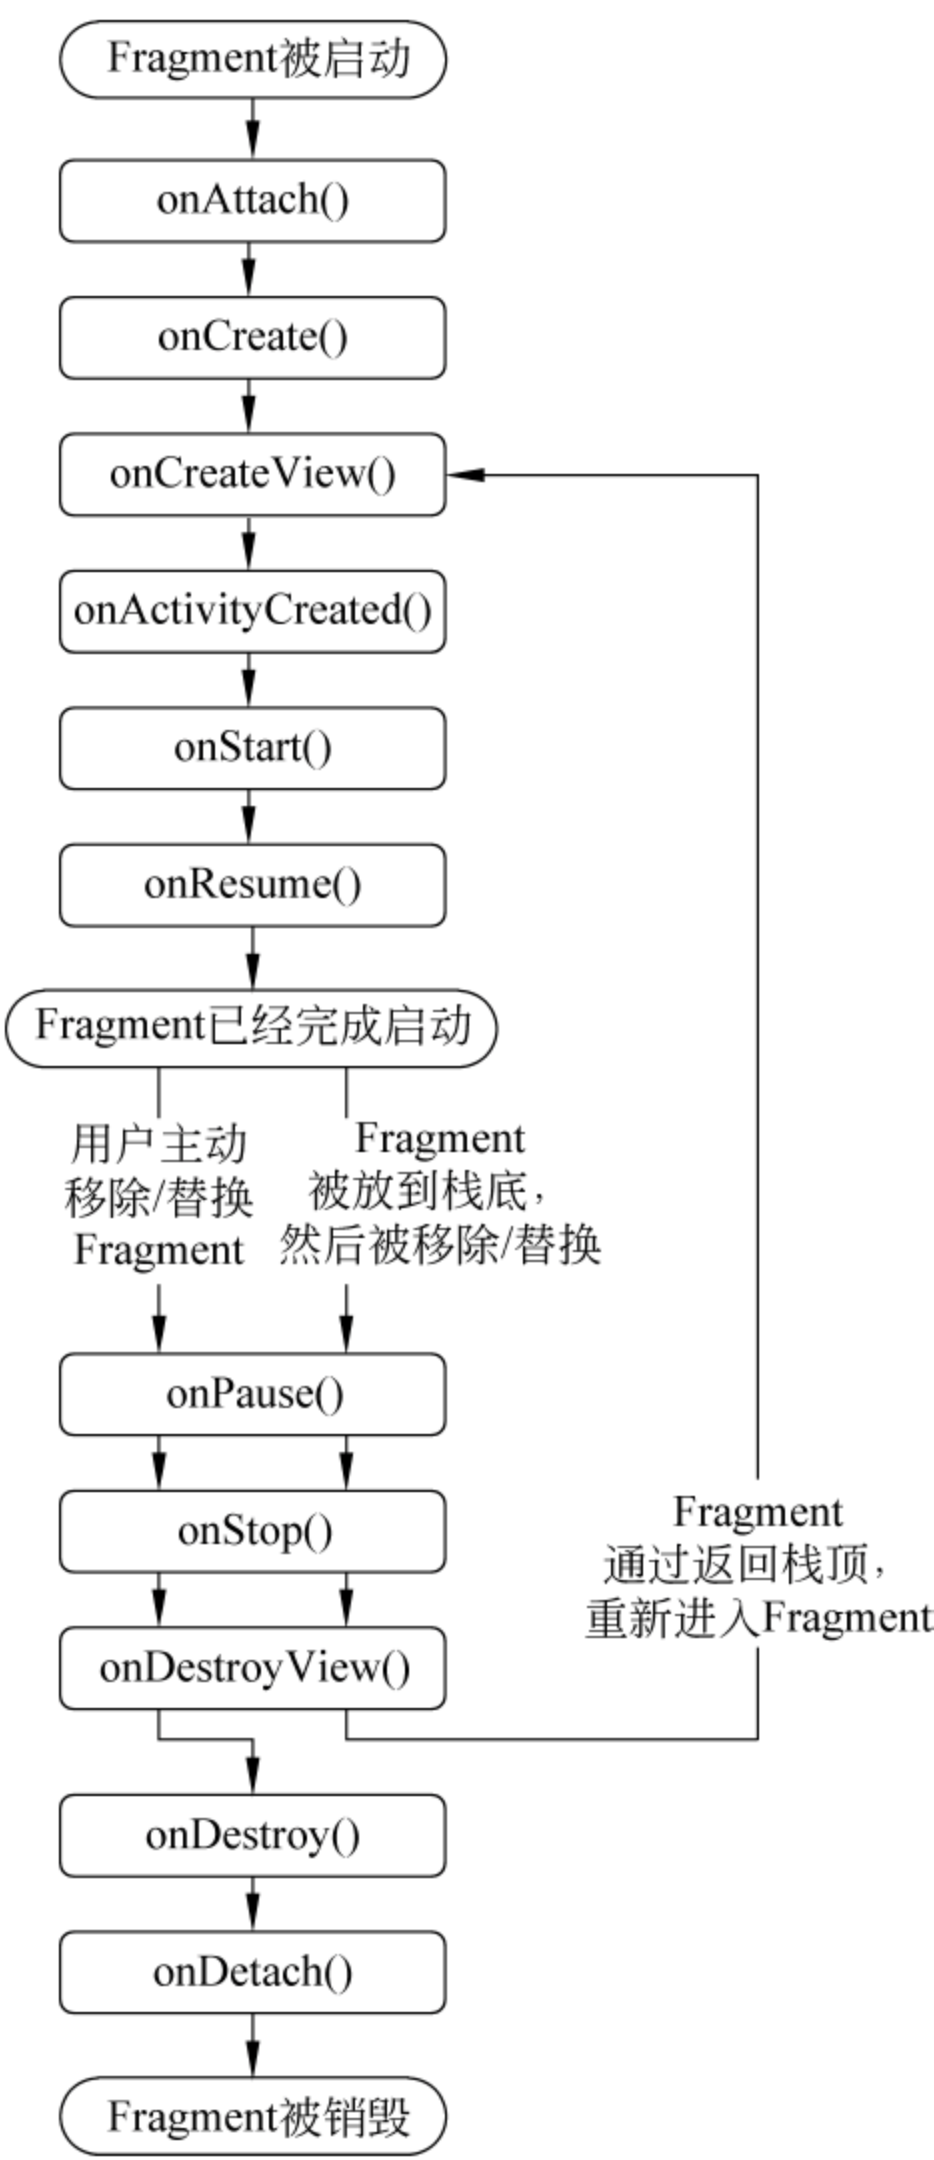 Fragment被启动
onAttach()
onCreate()
onCreateView()
onActivityCreated()
onStart()
onResume()
Fragment已经完成启动
用户主动
移除/替换
Fragment
Fragment
被放到栈底，
然后被移除/替换
onPause()
onStop()
onDestroyView()
Fragment
通过返回栈顶，
重新进入Fragment
onDestroy()
onDetach()
Fragment被销毁